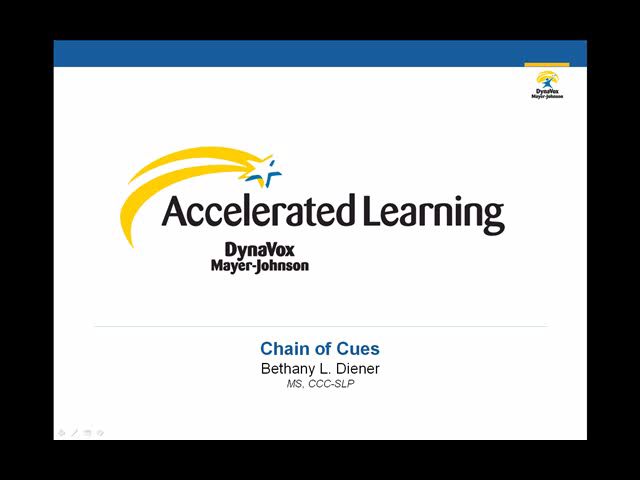 DynaVox
Mayer-Johnson
Accelerated Learning
DynaVox
Mayer-Johnson
Chain of Cues
Bethany L. Diener
MS, CCC-SLP